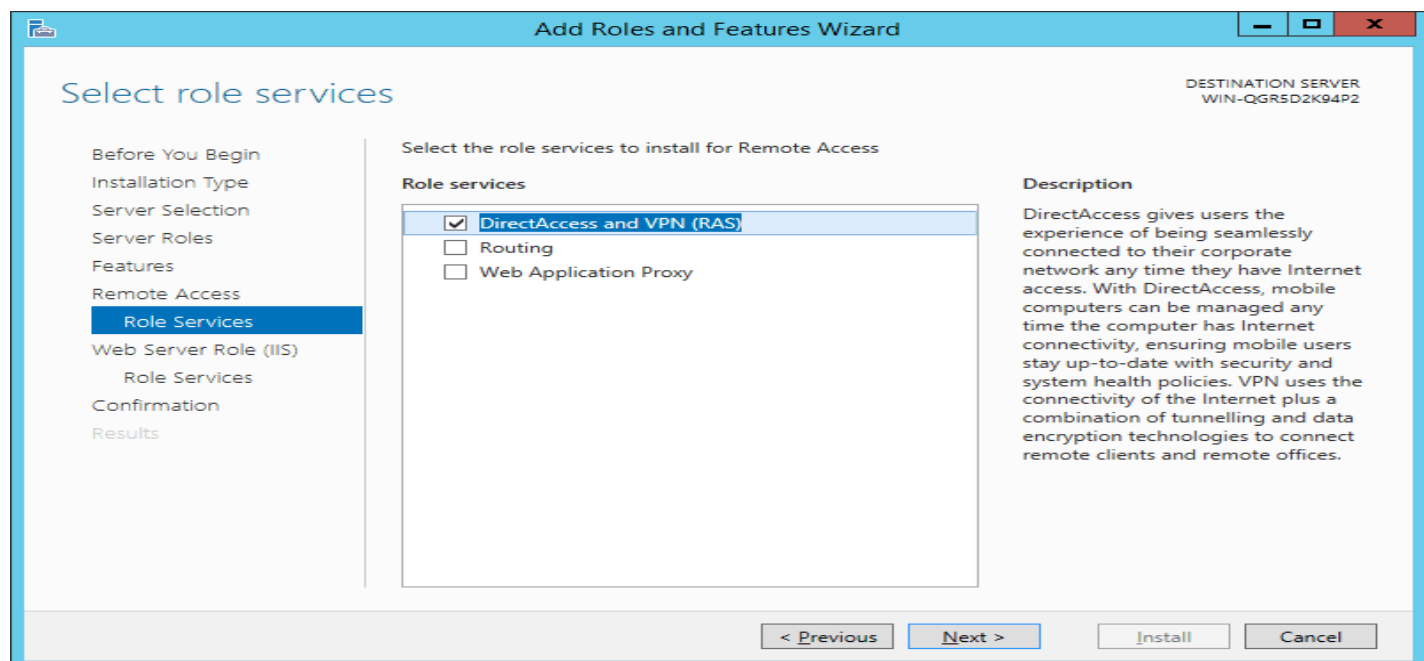 Add Roles and Features Wizard
Select role services
DESTINATION SERVER
WIN-QGR5D2K94P2
Before You Begin
Installation Type
Server Selection
Server Roles
Features
Remote Access
Role Services
Web Server Role (IIS)
Role Services
Confirmation
Results
Select the role services to install for Remote Access
Role services
DirectAccess and VPN (RAS)
Routing
Web Application Proxy
Description
DirectAccess gives users the
experience of being seamlessly
connected to their corporate
network any time they have Internet
access. With DirectAccess, mobile
computers can be managed any
time the computer has Internet
connectivity, ensuring mobile users
stay up-to-date with security and
system health policies. VPN uses the
connectivity of the Internet plus a
combination of tunnelling and data
encryption technologies to connect
remote clients and remote offices.
< Previous
Next >
Install
Cancel